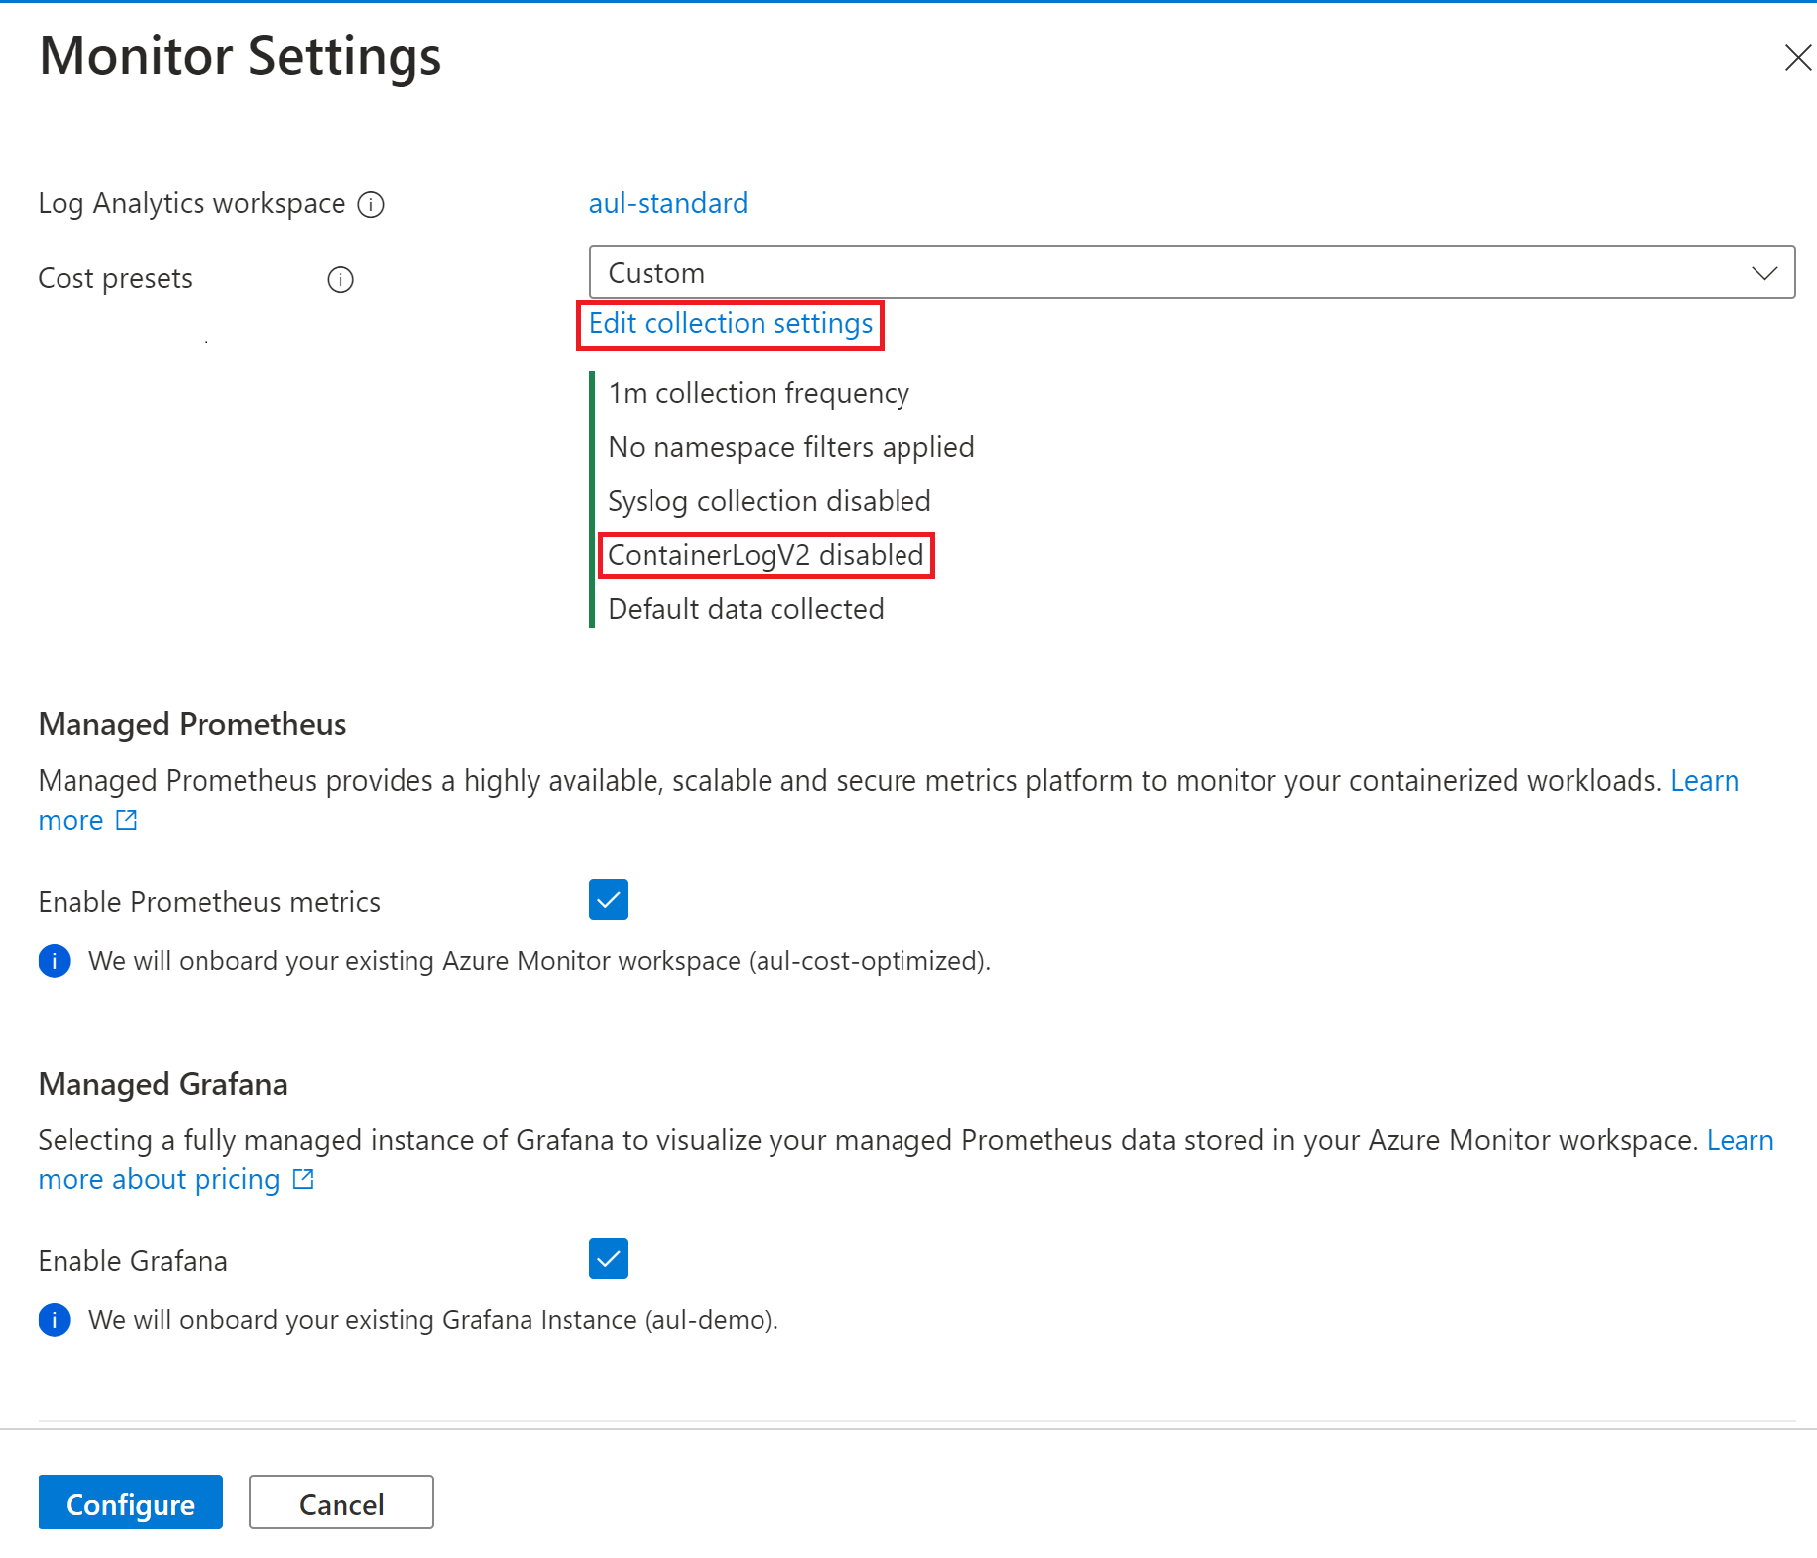 Monitor Settings
Log Analytics workspace
aul-standard
Cost presets
Custom
Edit collection settings
1m collection frequency
No namespace filters applied
Syslog collection disabled
ContainerLogV2 disabled
Default data collected
Managed Prometheus
Managed Prometheus provides a highly available, scalable and secure metrics platform to monitor your containerized workloads. Learn
more
Enable Prometheus metrics
We will onboard your existing Azure Monitor workspace (aul-cost-optimized).
Managed Grafana
Selecting a fully managed instance of Grafana to visualize your managed Prometheus data stored in your Azure Monitor workspace. Learn
more about pricing
Enable Grafana
We will onboard your existing Grafana Instance (aul-demo).
Configure
Cancel